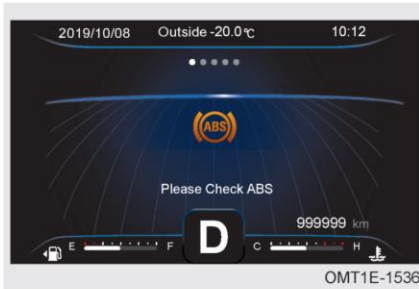 2019/10/08 Outside -20.0℃ 10:12
ABS
Please Check ABS
999999 km
E F D C H
OMT1E-1536